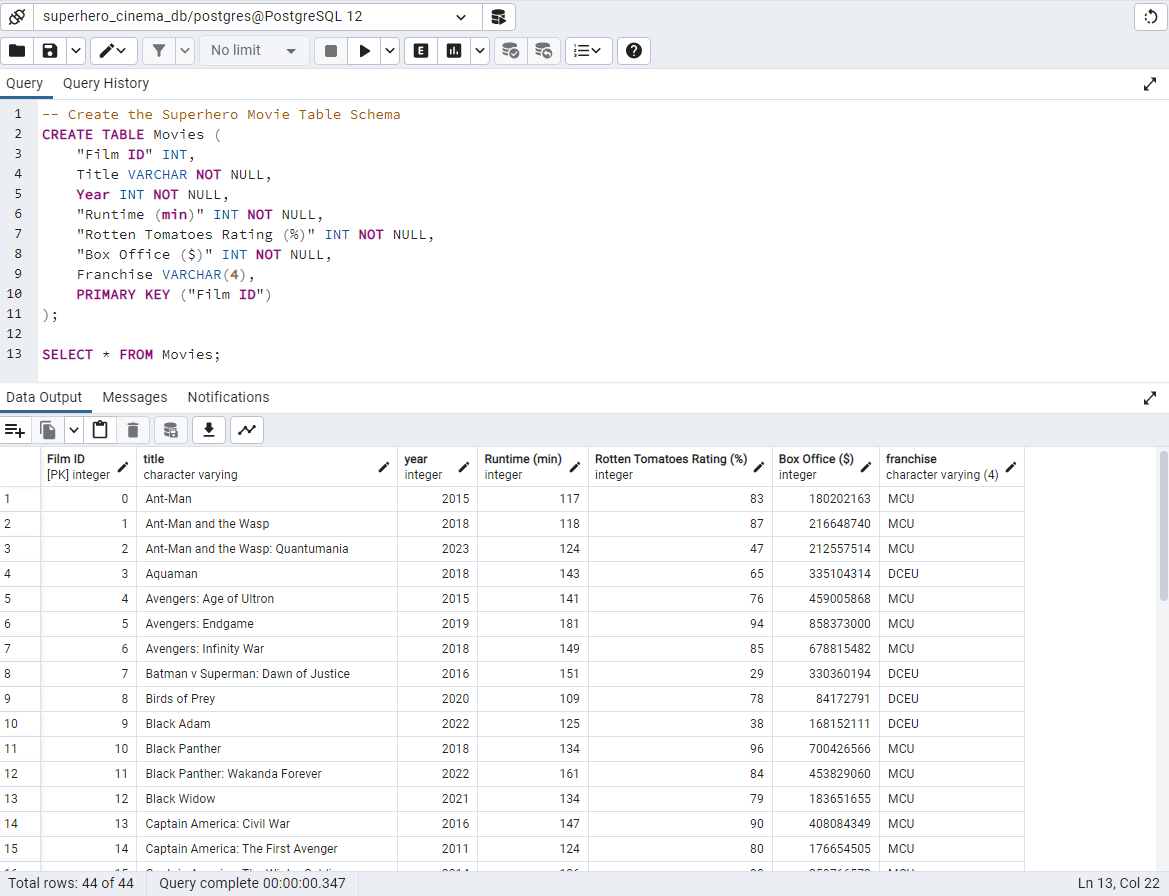 superhero_cinema_db/postgres@PostgreSQL 12
No limit
E
Query Query History
1 -- Create the Superhero Movie Table Schema
2 CREATE TABLE Movies (
3 "Film ID" INT,
4 Title VARCHAR NOT NULL,
5 Year INT NOT NULL,
6 "Runtime (min)" INT NOT NULL,
7 "Rotten Tomatoes Rating (%)" INT NOT NULL,
8 "Box Office ($)" INT NOT NULL,
9 Franchise VARCHAR(4),
10 PRIMARY KEY ("Film ID")
11 );
12
13 SELECT * FROM Movies;
Data Output Messages Notifications
Film ID title year Runtime (min) Rotten Tomatoes Rating (%) Box Office ($) franchise
[PK] integer character varying integer integer integer integer character varying (4)
1 0 Ant-Man 2015 117 83 180202163 MCU
2 1 Ant-Man and the Wasp 2018 118 87 216648740 MCU
3 2 Ant-Man and the Wasp: Quantumania 2023 124 47 212557514 MCU
4 3 Aquaman 2018 143 65 335104314 DCEU
5 4 Avengers: Age of Ultron 2015 141 76 459005868 MCU
6 5 Avengers: Endgame 2019 181 94 858373000 MCU
7 6 Avengers: Infinity War 2018 149 85 678815482 MCU
8 7 Batman v Superman: Dawn of Justice 2016 151 29 330360194 DCEU
9 8 Birds of Prey 2020 109 78 84172791 DCEU
10 9 Black Adam 2022 125 38 168152111 DCEU
11 10 Black Panther 2018 134 96 700426566 MCU
12 11 Black Panther: Wakanda Forever 2022 161 84 453829060 MCU
13 12 Black Widow 2021 134 79 183651655 MCU
14 13 Captain America: Civil War 2016 147 90 408084349 MCU
15 14 Captain America: The First Avenger 2011 124 80 176654505 MCU
Total rows: 44 of 44 Query complete 00:00:00.347 Ln 13, Col 22